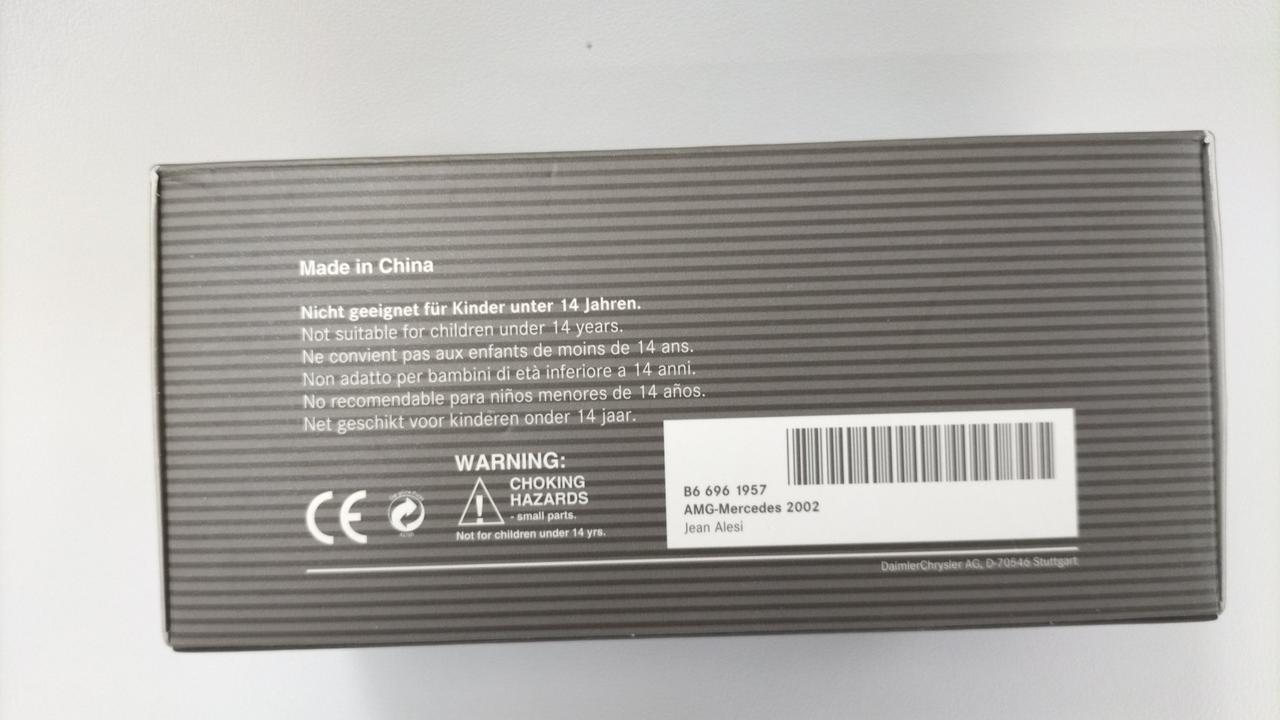 Made in China
Nicht geeignet für Kinder unter 14 Jahren.
Not suitable for children under 14 years.
Ne convient pas aux enfants de moins de 14 ans.
Non adatto per bambini di età inferiore a 14 anni.
No recomendable para niños menores de 14 años.
Net geschikt voor kinderen onder 14 jaar.
WARNING:
CHOKING
HAZARDS
- small parts.
Not for children under 14 yrs.
CE
B6 696 1957
AMG-Mercedes 2002
Jean Alesi
DaimlerChrysler AG, D-70546 Stuttgart